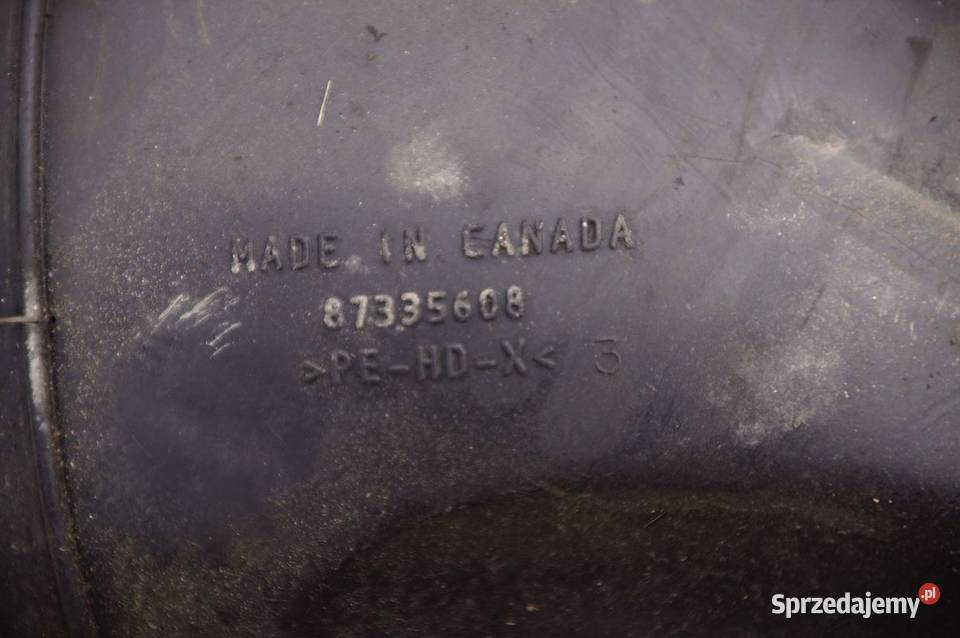 MADE IN CANADA
87335608
>PE-HD-X< 3
Sprzedajemy.pl